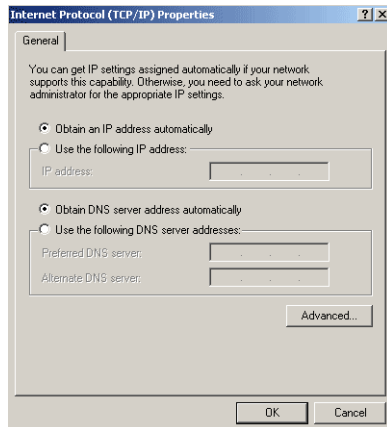 Internet Protocol (TCP/IP) Properties
General
You can get IP settings assigned automatically if your network
supports this capability. Otherwise, you need to ask your network
administrator for the appropriate IP settings.
Obtain an IP address automatically
Use the following IP address:
IP address:
Obtain DNS server address automatically
Use the following DNS server addresses:
Preferred DNS server:
Alternate DNS server:
Advanced...
OK
Cancel